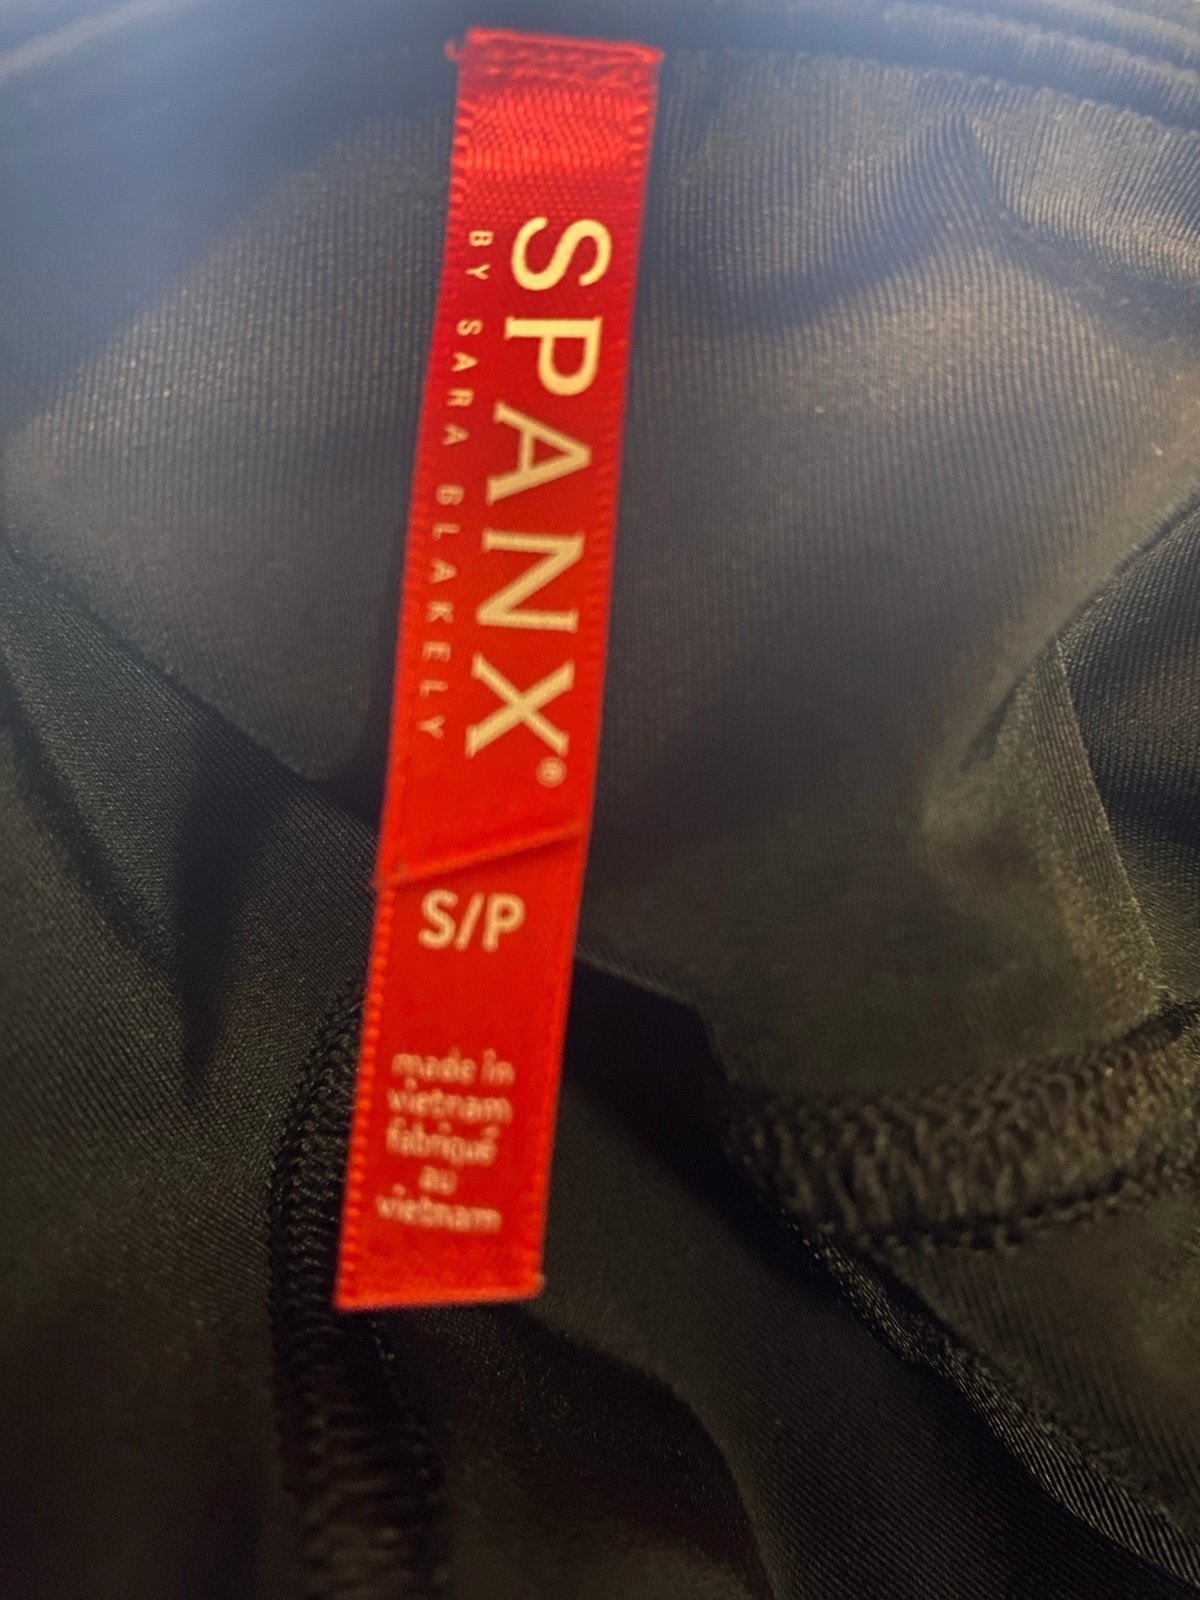 SPANX®
BY SARA BLAKELY
S/P
made in
vietnam
fabriqué
au
vietnam